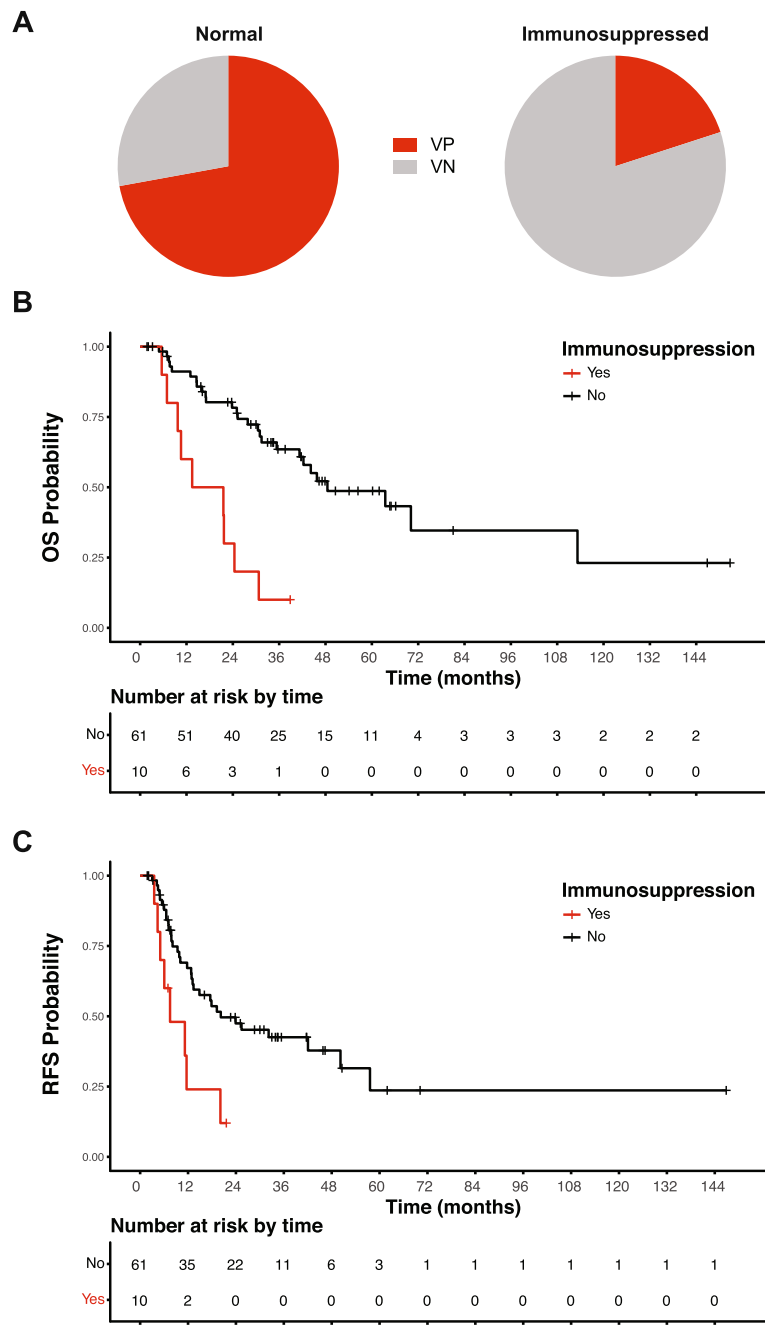 A
Normal
Immunosuppressed
VP
VN
B
OS Probability
1.00
0.75
0.50
0.25
0.00
Immunosuppression
Yes
No
0 12 24 36 48 60 72 84 96 108 120 132 144
Time (months)
Number at risk by time
No 61 51 40 25 15 11 4 3 3 3 2 2 2
Yes 10 6 3 1 0 0 0 0 0 0 0 0 0
C
RFS Probability
1.00
0.75
0.50
0.25
0.00
Immunosuppression
Yes
No
0 12 24 36 48 60 72 84 96 108 120 132 144
Time (months)
Number at risk by time
No 61 35 22 11 6 3 1 1 1 1 1 1 1
Yes 10 2 0 0 0 0 0 0 0 0 0 0 0